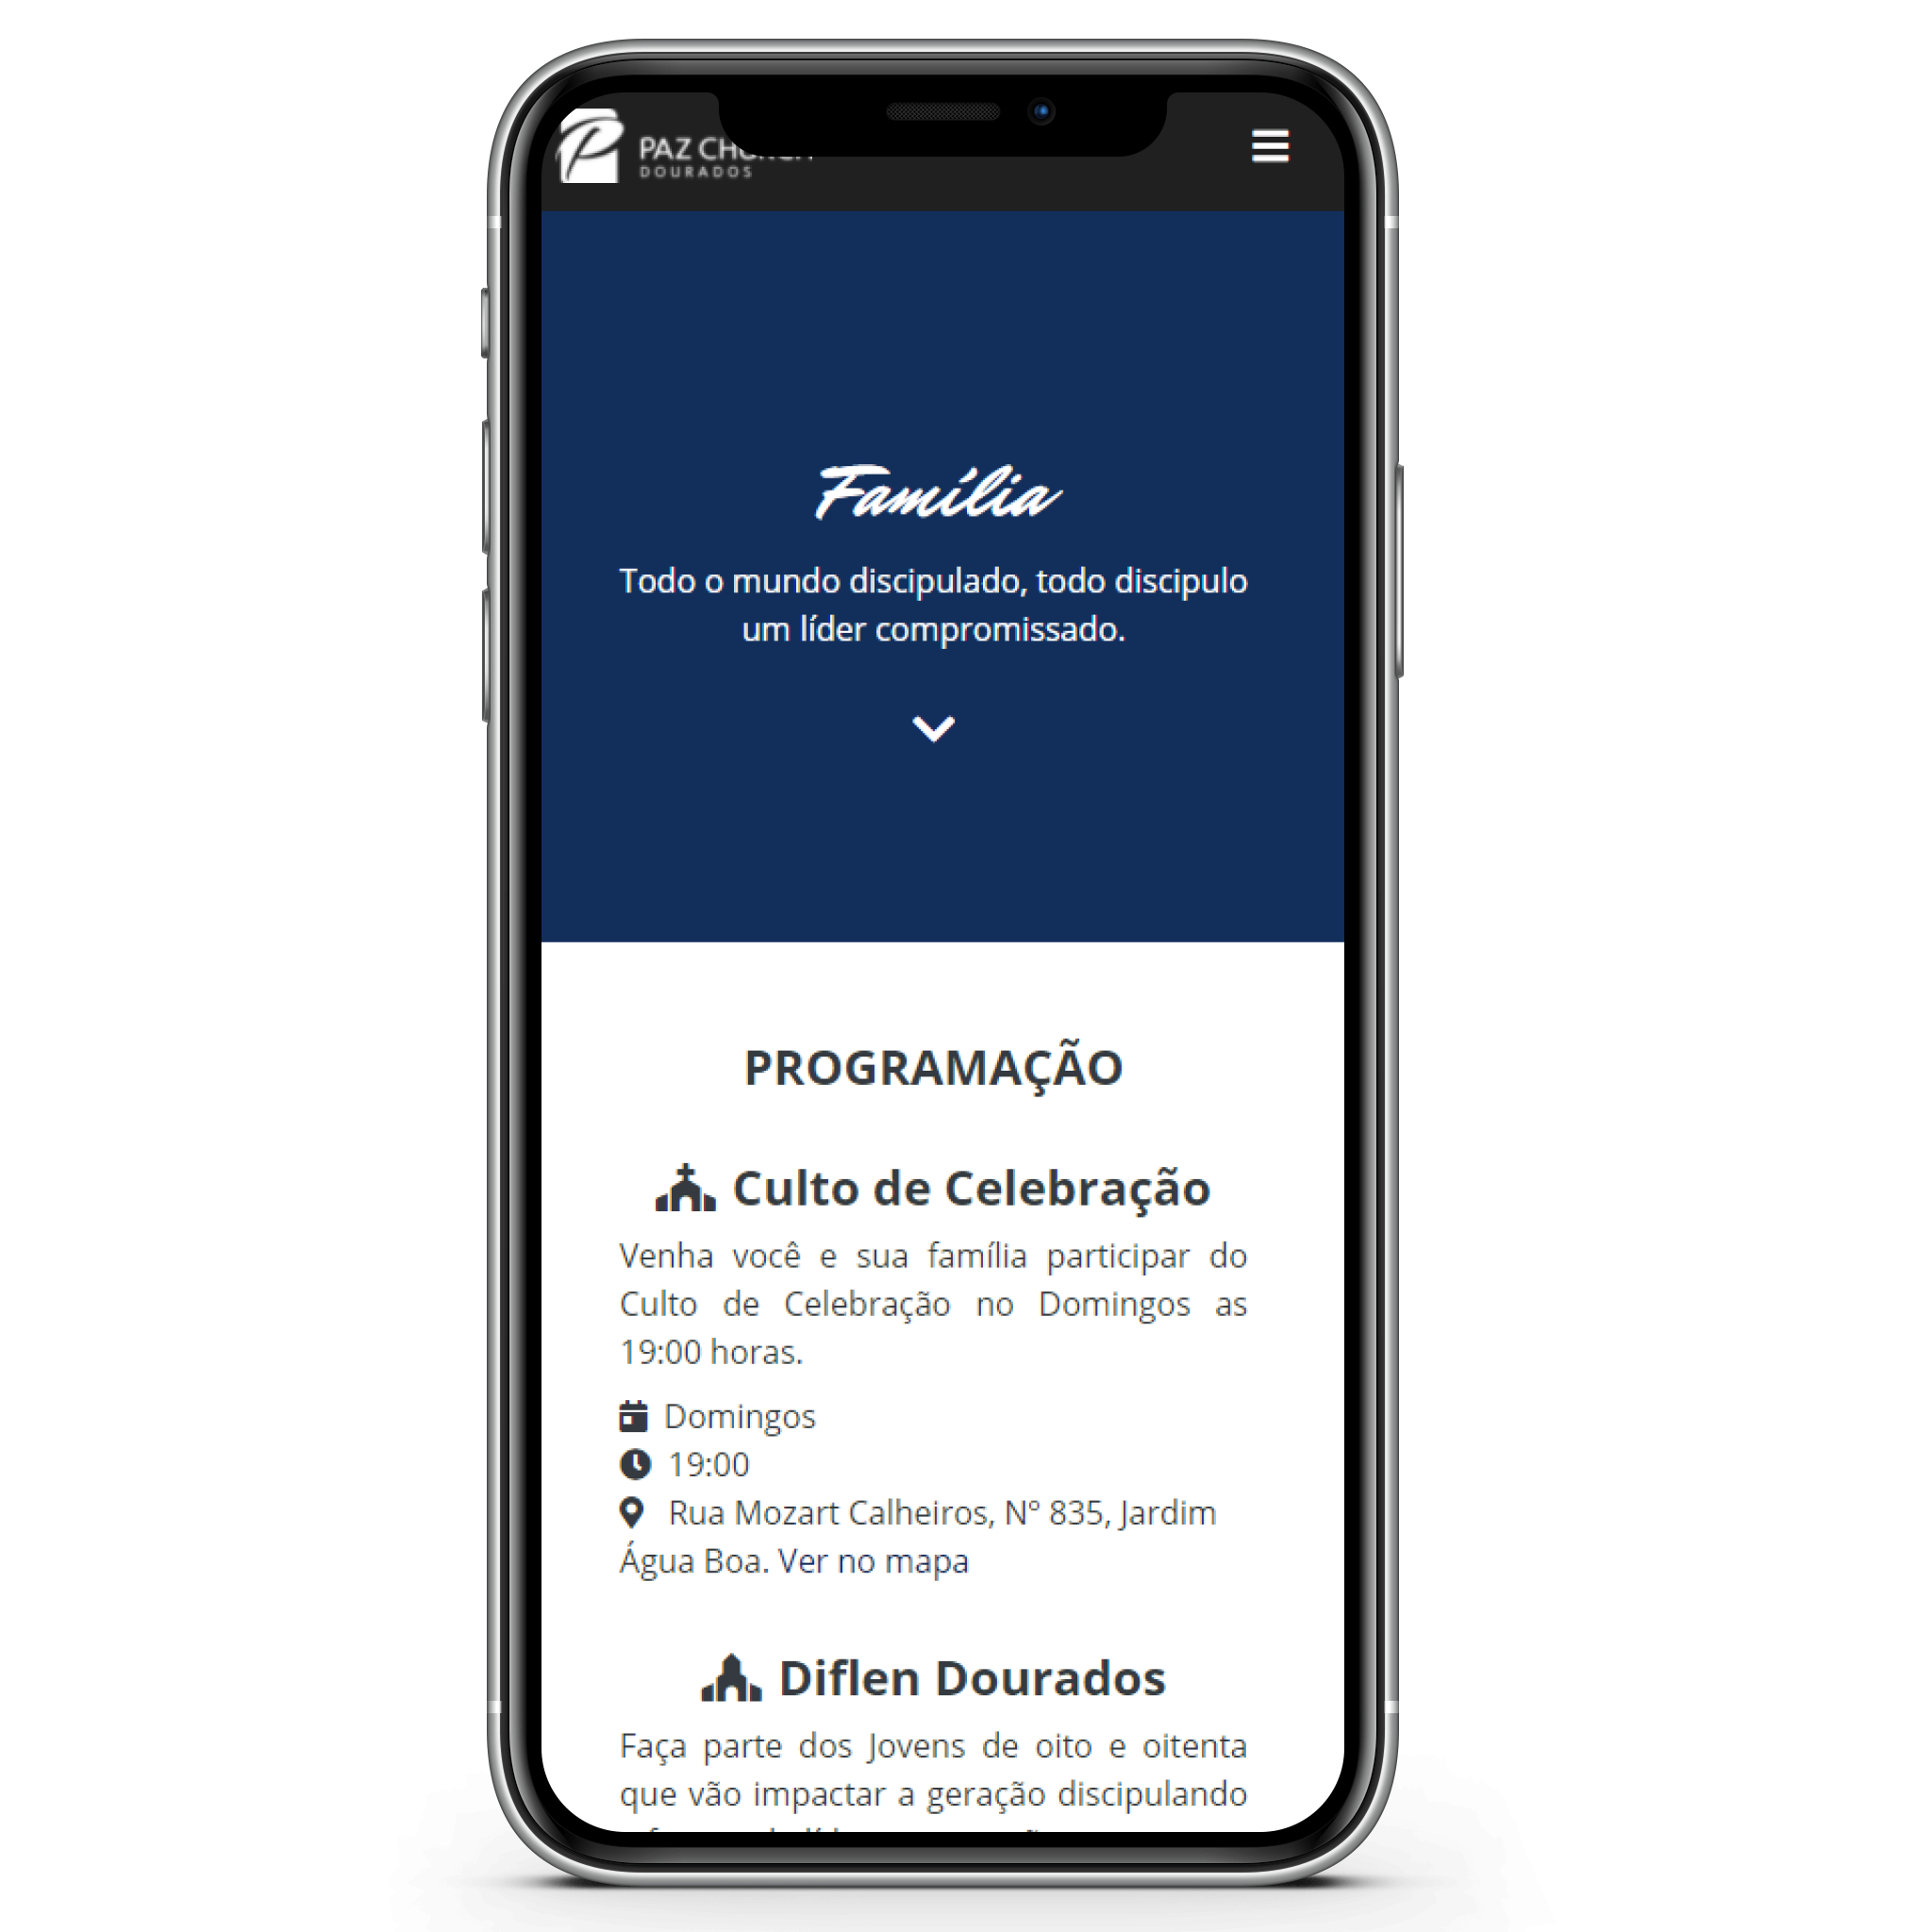 PAZ CHURCH
DOURADOS
Família
Todo o mundo discipulado, todo discipulo
um líder compromissado.
PROGRAMAÇÃO
Culto de Celebração
Venha você e sua família participar do
Culto de Celebração no Domingos as
19:00 horas.
Domingos
19:00
Rua Mozart Calheiros, Nº 835, Jardim
Água Boa. Ver no mapa
Diflen Dourados
Faça parte dos Jovens de oito e oitenta
que vão impactar a geração discipulando